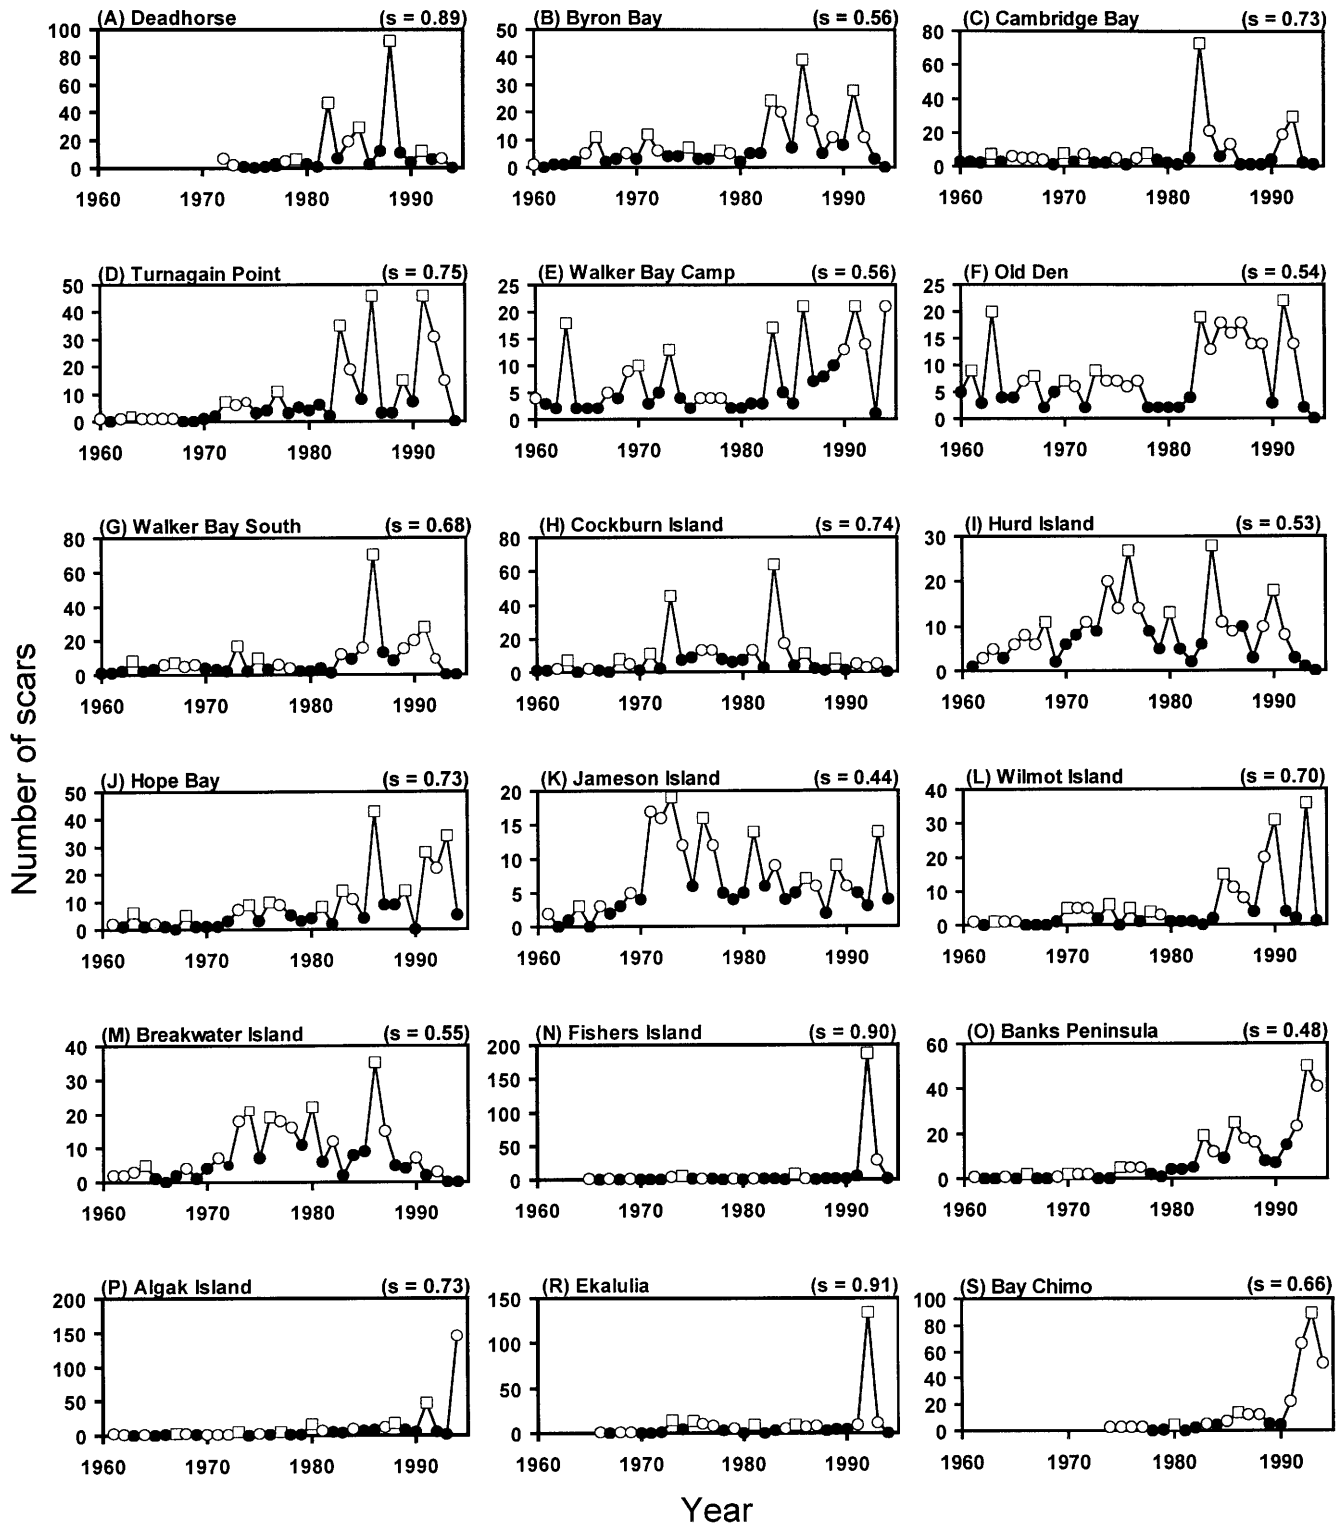 (A) Deadhorse (s = 0.89)
100
80
60
40
20
0
1960 1970 1980 1990
(B) Byron Bay (s = 0.56)
50
40
30
20
10
0
1960 1970 1980 1990
(C) Cambridge Bay (s = 0.73)
80
60
40
20
0
1960 1970 1980 1990
(D) Turnagain Point (s = 0.75)
50
40
30
20
10
0
1960 1970 1980 1990
(E) Walker Bay Camp (s = 0.56)
25
20
15
10
5
0
1960 1970 1980 1990
(F) Old Den (s = 0.54)
25
20
15
10
5
0
1960 1970 1980 1990
(G) Walker Bay South (s = 0.68)
80
60
40
20
0
1960 1970 1980 1990
(H) Cockburn Island (s = 0.74)
80
60
40
20
0
1960 1970 1980 1990
(I) Hurd Island (s = 0.53)
30
20
10
0
1960 1970 1980 1990
Number of scars
(J) Hope Bay (s = 0.73)
50
40
30
20
10
0
1960 1970 1980 1990
(K) Jameson Island (s = 0.44)
20
15
10
5
0
1960 1970 1980 1990
(L) Wilmot Island (s = 0.70)
40
30
20
10
0
1960 1970 1980 1990
(M) Breakwater Island (s = 0.55)
40
30
20
10
0
1960 1970 1980 1990
(N) Fishers Island (s = 0.90)
200
150
100
50
0
1960 1970 1980 1990
(O) Banks Peninsula (s = 0.48)
60
40
20
0
1960 1970 1980 1990
(P) Algak Island (s = 0.73)
200
150
100
50
0
1960 1970 1980 1990
(R) Ekalulia (s = 0.91)
150
100
50
0
1960 1970 1980 1990
(S) Bay Chimo (s = 0.66)
100
80
60
40
20
0
1960 1970 1980 1990
Year